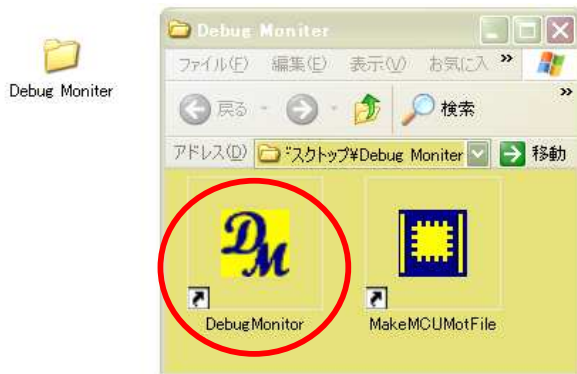 Debug Moniter
Debug Moniter
ファイル(F) 編集(E) 表示(V) お気に入 »
戻る 検索 »
アドレス(D) スクトップ¥Debug Moniter 移動
DM
DebugMonitor MakeMCUMotFile